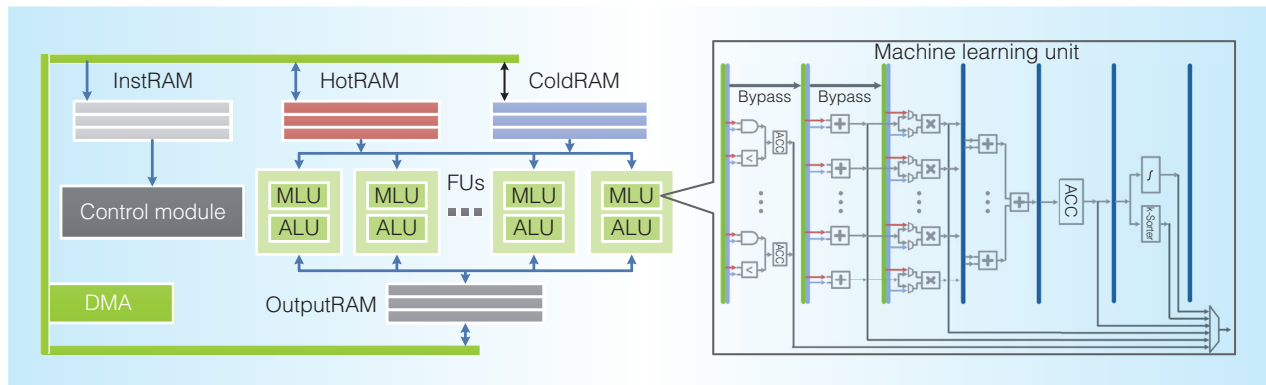 InstRAM
HotRAM
ColdRAM
Control module
MLU
ALU
MLU
ALU
FUs
MLU
ALU
MLU
ALU
DMA
OutputRAM
Machine learning unit
Bypass
Bypass
+
×
<
ACC
+
×
+
+
ACC
∫
k-Sorter
+
×
<
ACC
+
+
×